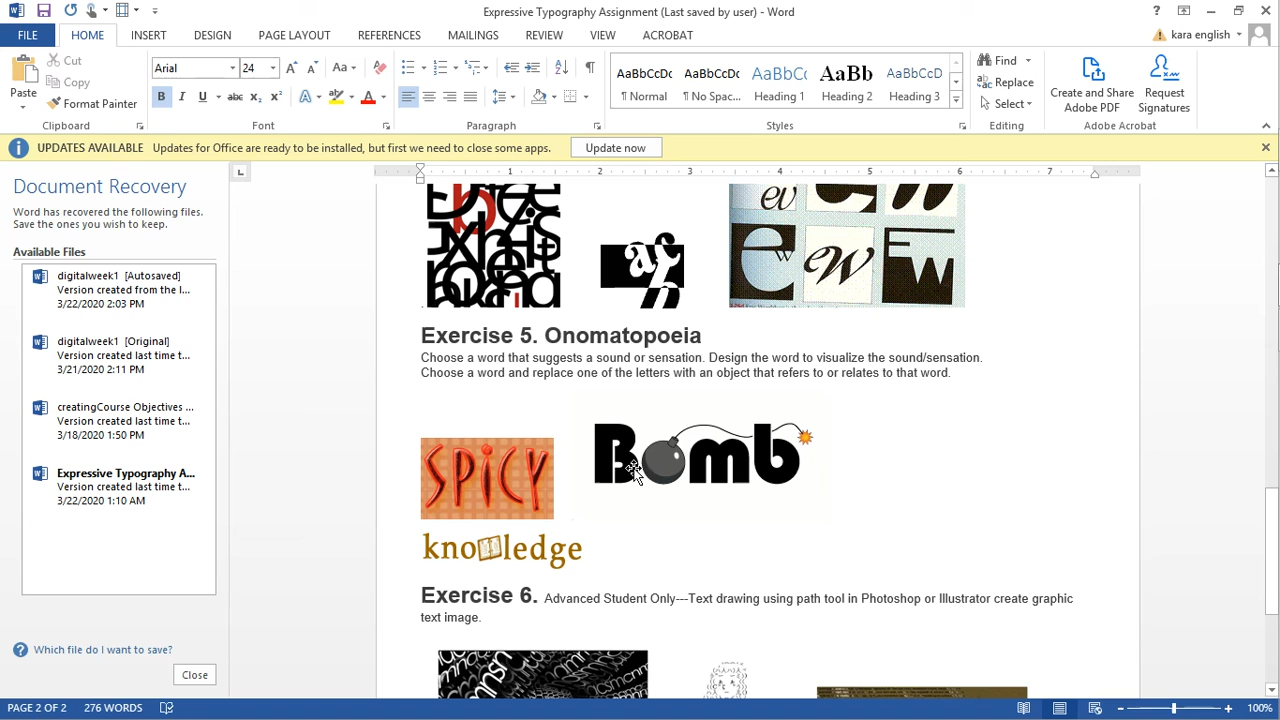 Expressive Typography Assignment (Last saved by user) - Word
FILE HOME INSERT DESIGN PAGE LAYOUT REFERENCES MAILINGS REVIEW VIEW ACROBAT
kara english
Paste
Cut
Copy
Format Painter
Clipboard
Arial 24
Font
Paragraph
AaBbCcDc AaBbCcDc AaBbCc AaBb AaBbCcD
¶ Normal ¶ No Spac... Heading 1 Heading 2 Heading 3
Styles
Find
Replace
Select
Editing
Create and Share Adobe PDF
Request Signatures
Adobe Acrobat
UPDATES AVAILABLE Updates for Office are ready to be installed, but first we need to close some apps. Update now
Document Recovery
Word has recovered the following files.
Save the ones you wish to keep.
Available Files
digitalweek1 [Autosaved]
Version created from the l...
3/22/2020 2:03 PM
digitalweek1 [Original]
Version created last time t...
3/21/2020 2:11 PM
creatingCourse Objectives ...
Version created last time t...
3/18/2020 1:50 PM
Expressive Typography A...
Version created last time t...
3/22/2020 1:10 AM
Which file do I want to save?
Close
1 2 3 4 5 6 7
Exercise 5. Onomatopoeia
Choose a word that suggests a sound or sensation. Design the word to visualize the sound/sensation.
Choose a word and replace one of the letters with an object that refers to or relates to that word.
SPiCY
B mb
kno ledge
Exercise 6. Advanced Student Only---Text drawing using path tool in Photoshop or Illustrator create graphic
text image.
PAGE 2 OF 2 276 WORDS
100%